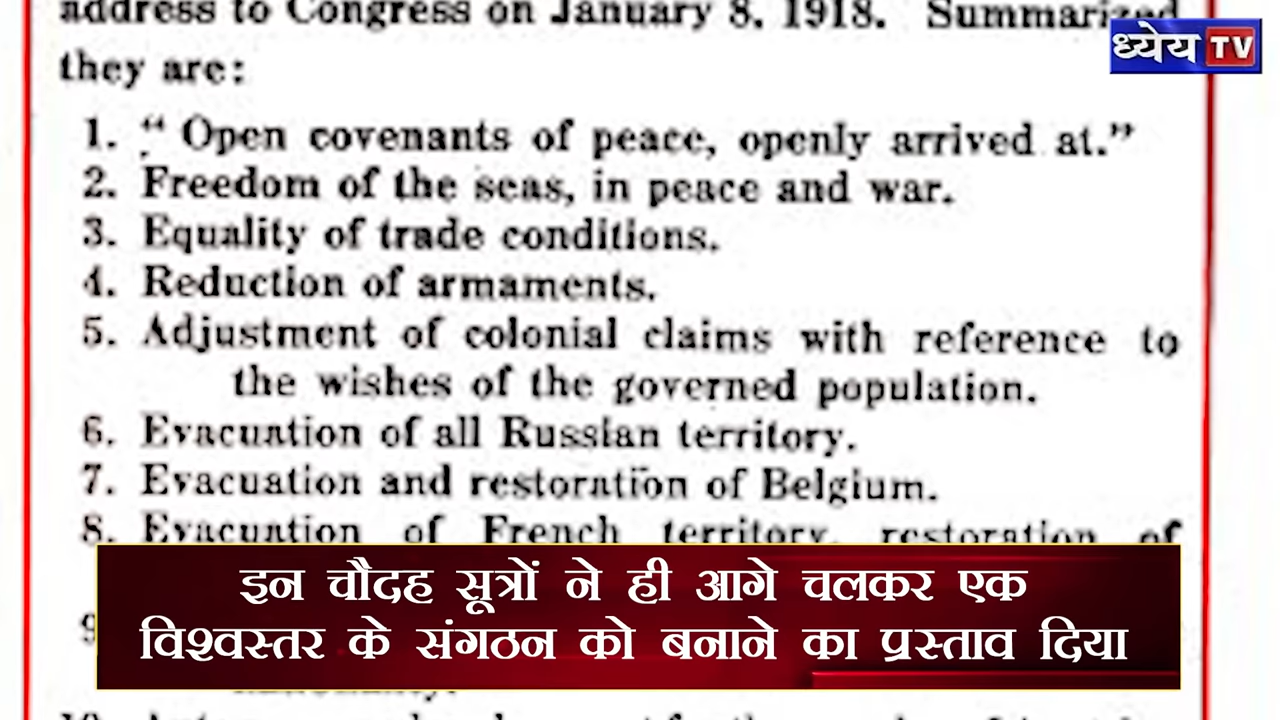 address to Congress on January 8, 1918. Summarized
ध्येय TV
they are:
1. “ Open covenants of peace, openly arrived at.”
2. Freedom of the seas, in peace and war.
3. Equality of trade conditions.
4. Reduction of armaments.
5. Adjustment of colonial claims with reference to
the wishes of the governed population.
6. Evacuation of all Russian territory.
7. Evacuation and restoration of Belgium.
8. Evacuation of French territory, restoration of
इन चौदह सूत्रों ने ही आगे चलकर एक
9
विश्वस्तर के संगठन को बनाने का प्रस्ताव दिया